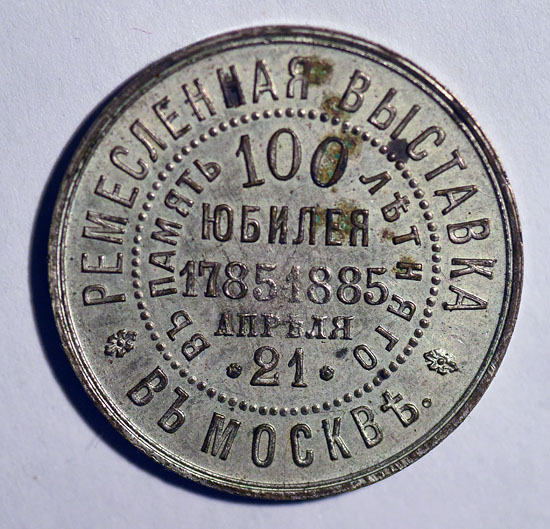 РЕМЕСЛЕННАЯ ВЫСТАВКА
ВЪ МОСКВѢ.
ВЪ ПАМЯТЬ 100 ЛѢТНЯГО
ЮБИЛЕЯ
1785-1885
АПРѢЛЯ
21